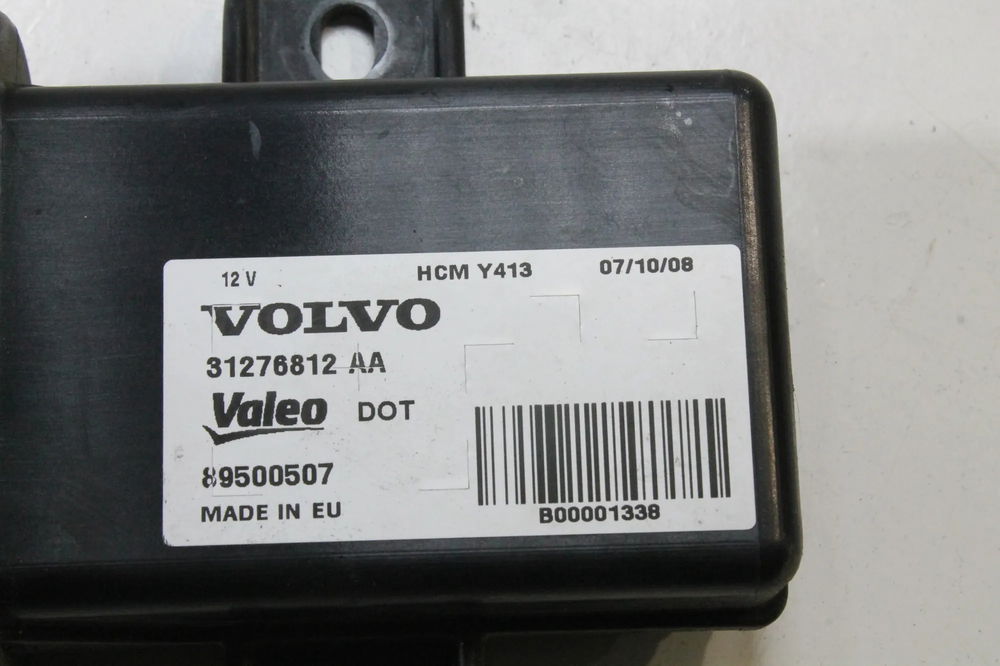 12 V HCM Y413 07/10/08
VOLVO
31276812 AA
Valeo DOT
89500507
MADE IN EU
B00001338